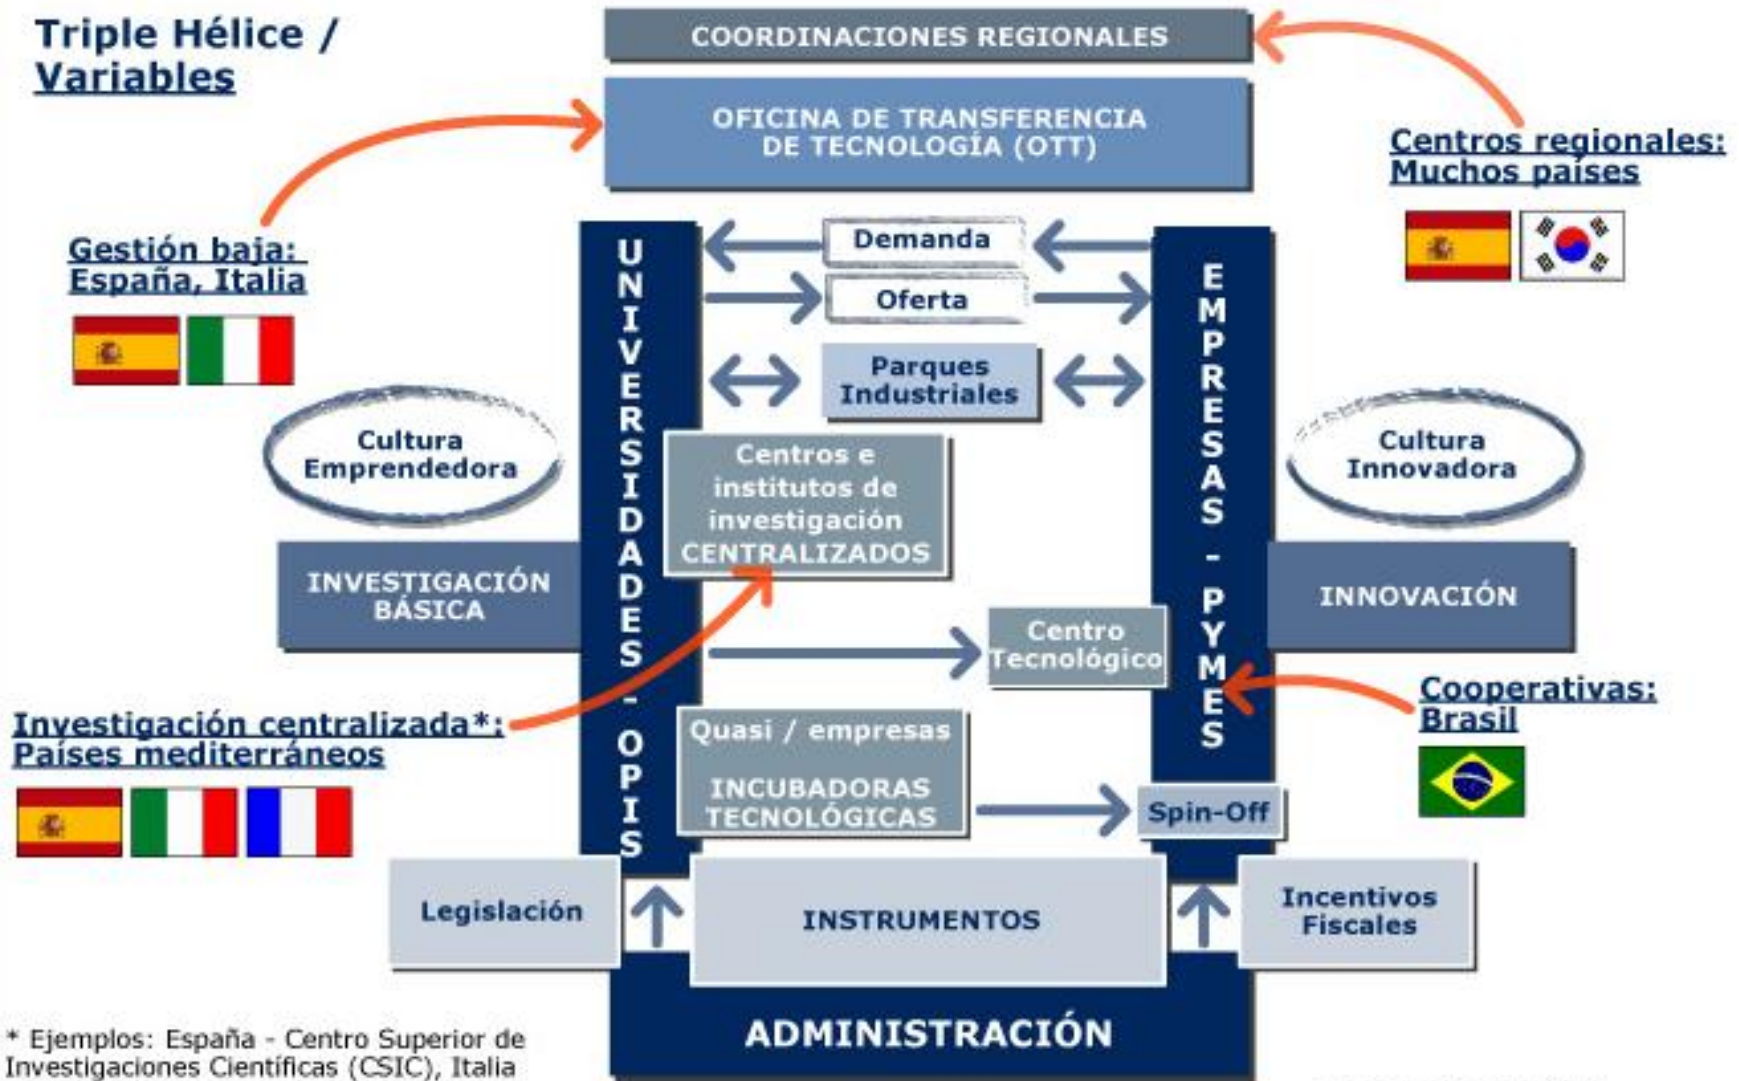 Triple Hélice /
Variables
COORDINACIONES REGIONALES
OFICINA DE TRANSFERENCIA
DE TECNOLOGÍA (OTT)
Centros regionales:
Muchos países
Gestión baja:
España, Italia
UNIVERSIDADES - OPIS
Demanda
Oferta
Parques
Industriales
EMPRESAS - PYMES
Cultura
Emprendedora
Centros e
institutos de
investigación
CENTRALIZADOS
Cultura
Innovadora
INVESTIGACIÓN
BÁSICA
INNOVACIÓN
Centro
Tecnológico
Investigación centralizada*:
Países mediterráneos
Quasi / empresas
INCUBADORAS
TECNOLÓGICAS
Spin-Off
Cooperativas:
Brasil
Legislación
INSTRUMENTOS
Incentivos
Fiscales
ADMINISTRACIÓN
* Ejemplos: España - Centro Superior de
Investigaciones Científicas (CSIC), Italia